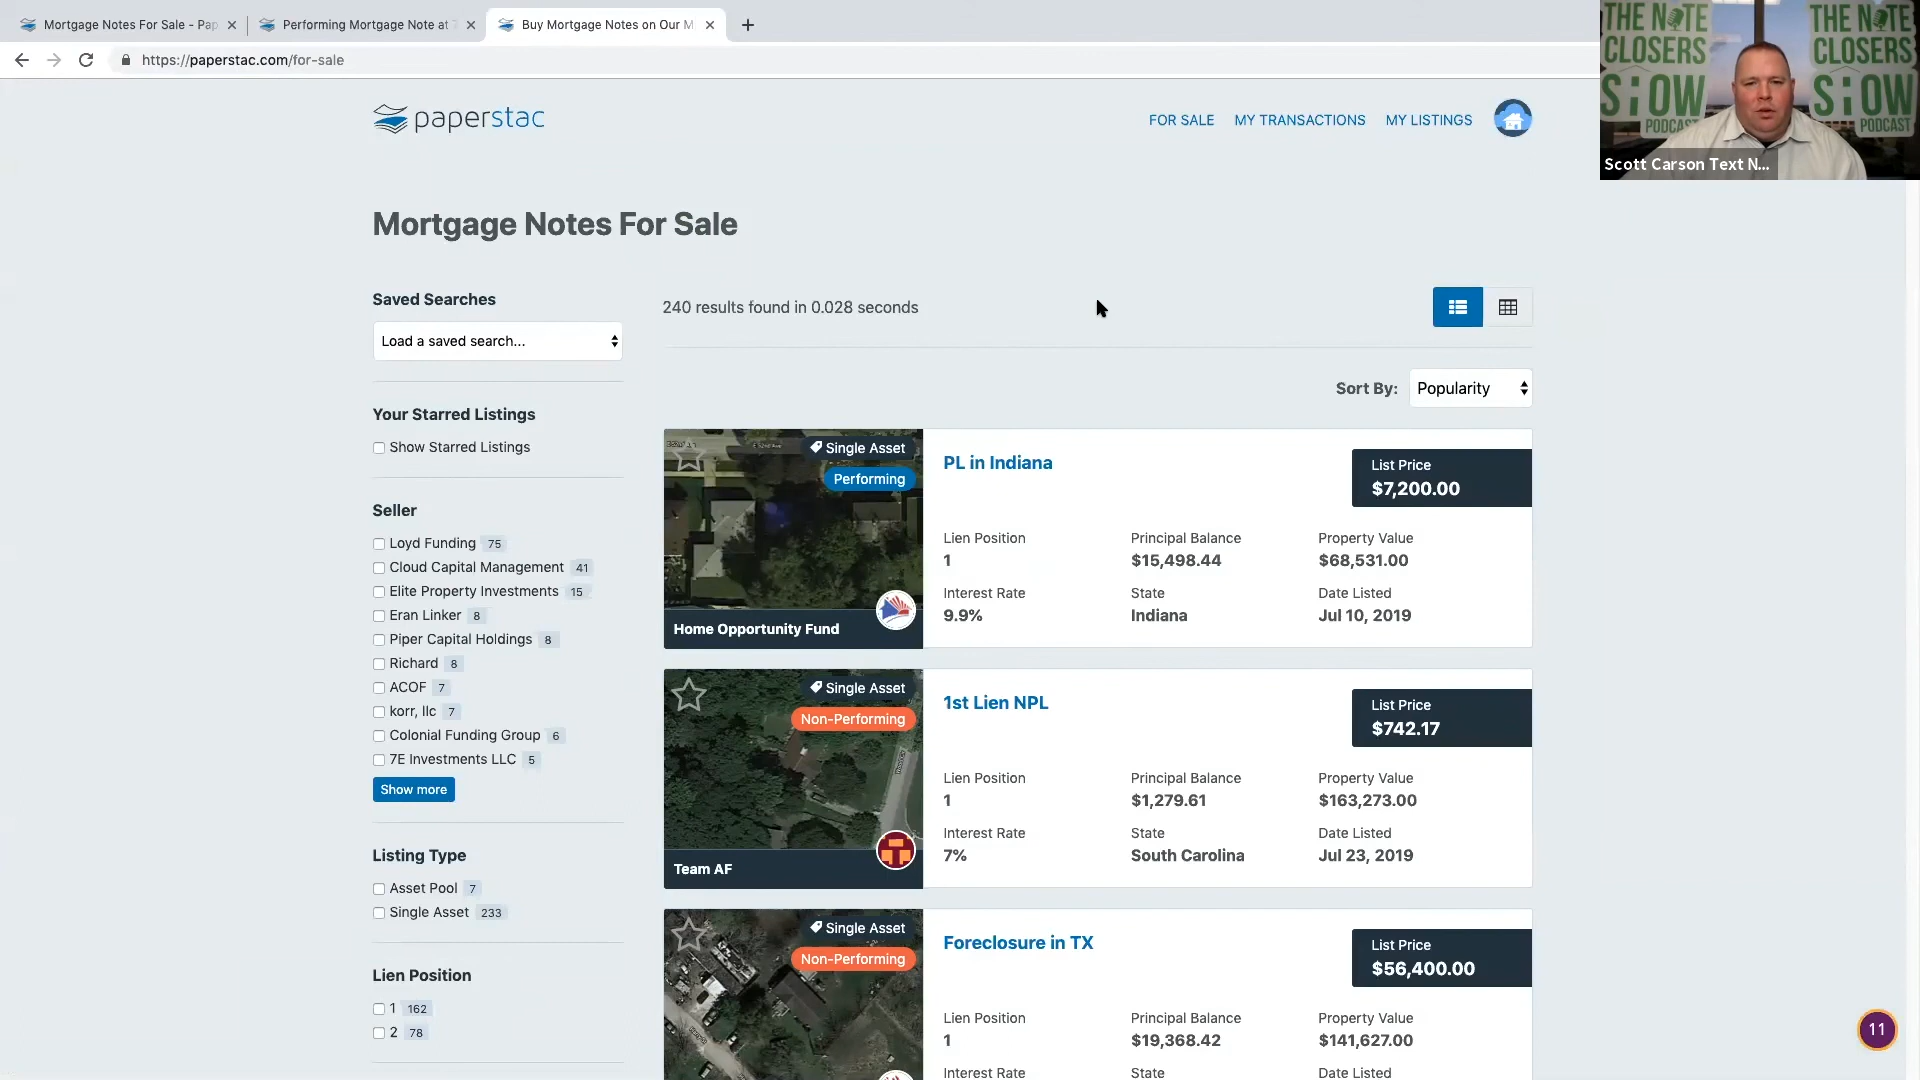 Mortgage Notes For Sale - Pap
Performing Mortgage Note at 7
Buy Mortgage Notes on Our M
https://paperstac.com/for-sale
THE NOTE CLOSERS SHOW PODCAST
THE NOTE CLOSERS SHOW PODCAST
Scott Carson Text N...
paperstac
FOR SALE
MY TRANSACTIONS
MY LISTINGS
Mortgage Notes For Sale
Saved Searches
Load a saved search...
240 results found in 0.028 seconds
Sort By: Popularity
Your Starred Listings
Show Starred Listings
Seller
Loyd Funding 75
Cloud Capital Management 41
Elite Property Investments 15
Eran Linker 8
Piper Capital Holdings 8
Richard 8
ACOF 7
korr, llc 7
Colonial Funding Group 6
7E Investments LLC 5
Show more
Listing Type
Asset Pool 7
Single Asset 233
Lien Position
1 162
2 78
Single Asset
Performing
Home Opportunity Fund
PL in Indiana
List Price
$7,200.00
Lien Position Principal Balance Property Value
1 $15,498.44 $68,531.00
Interest Rate State Date Listed
9.9% Indiana Jul 10, 2019
Single Asset
Non-Performing
Team AF
1st Lien NPL
List Price
$742.17
Lien Position Principal Balance Property Value
1 $1,279.61 $163,273.00
Interest Rate State Date Listed
7% South Carolina Jul 23, 2019
Single Asset
Non-Performing
Foreclosure in TX
List Price
$56,400.00
Lien Position Principal Balance Property Value
1 $19,368.42 $141,627.00
Interest Rate State Date Listed
11